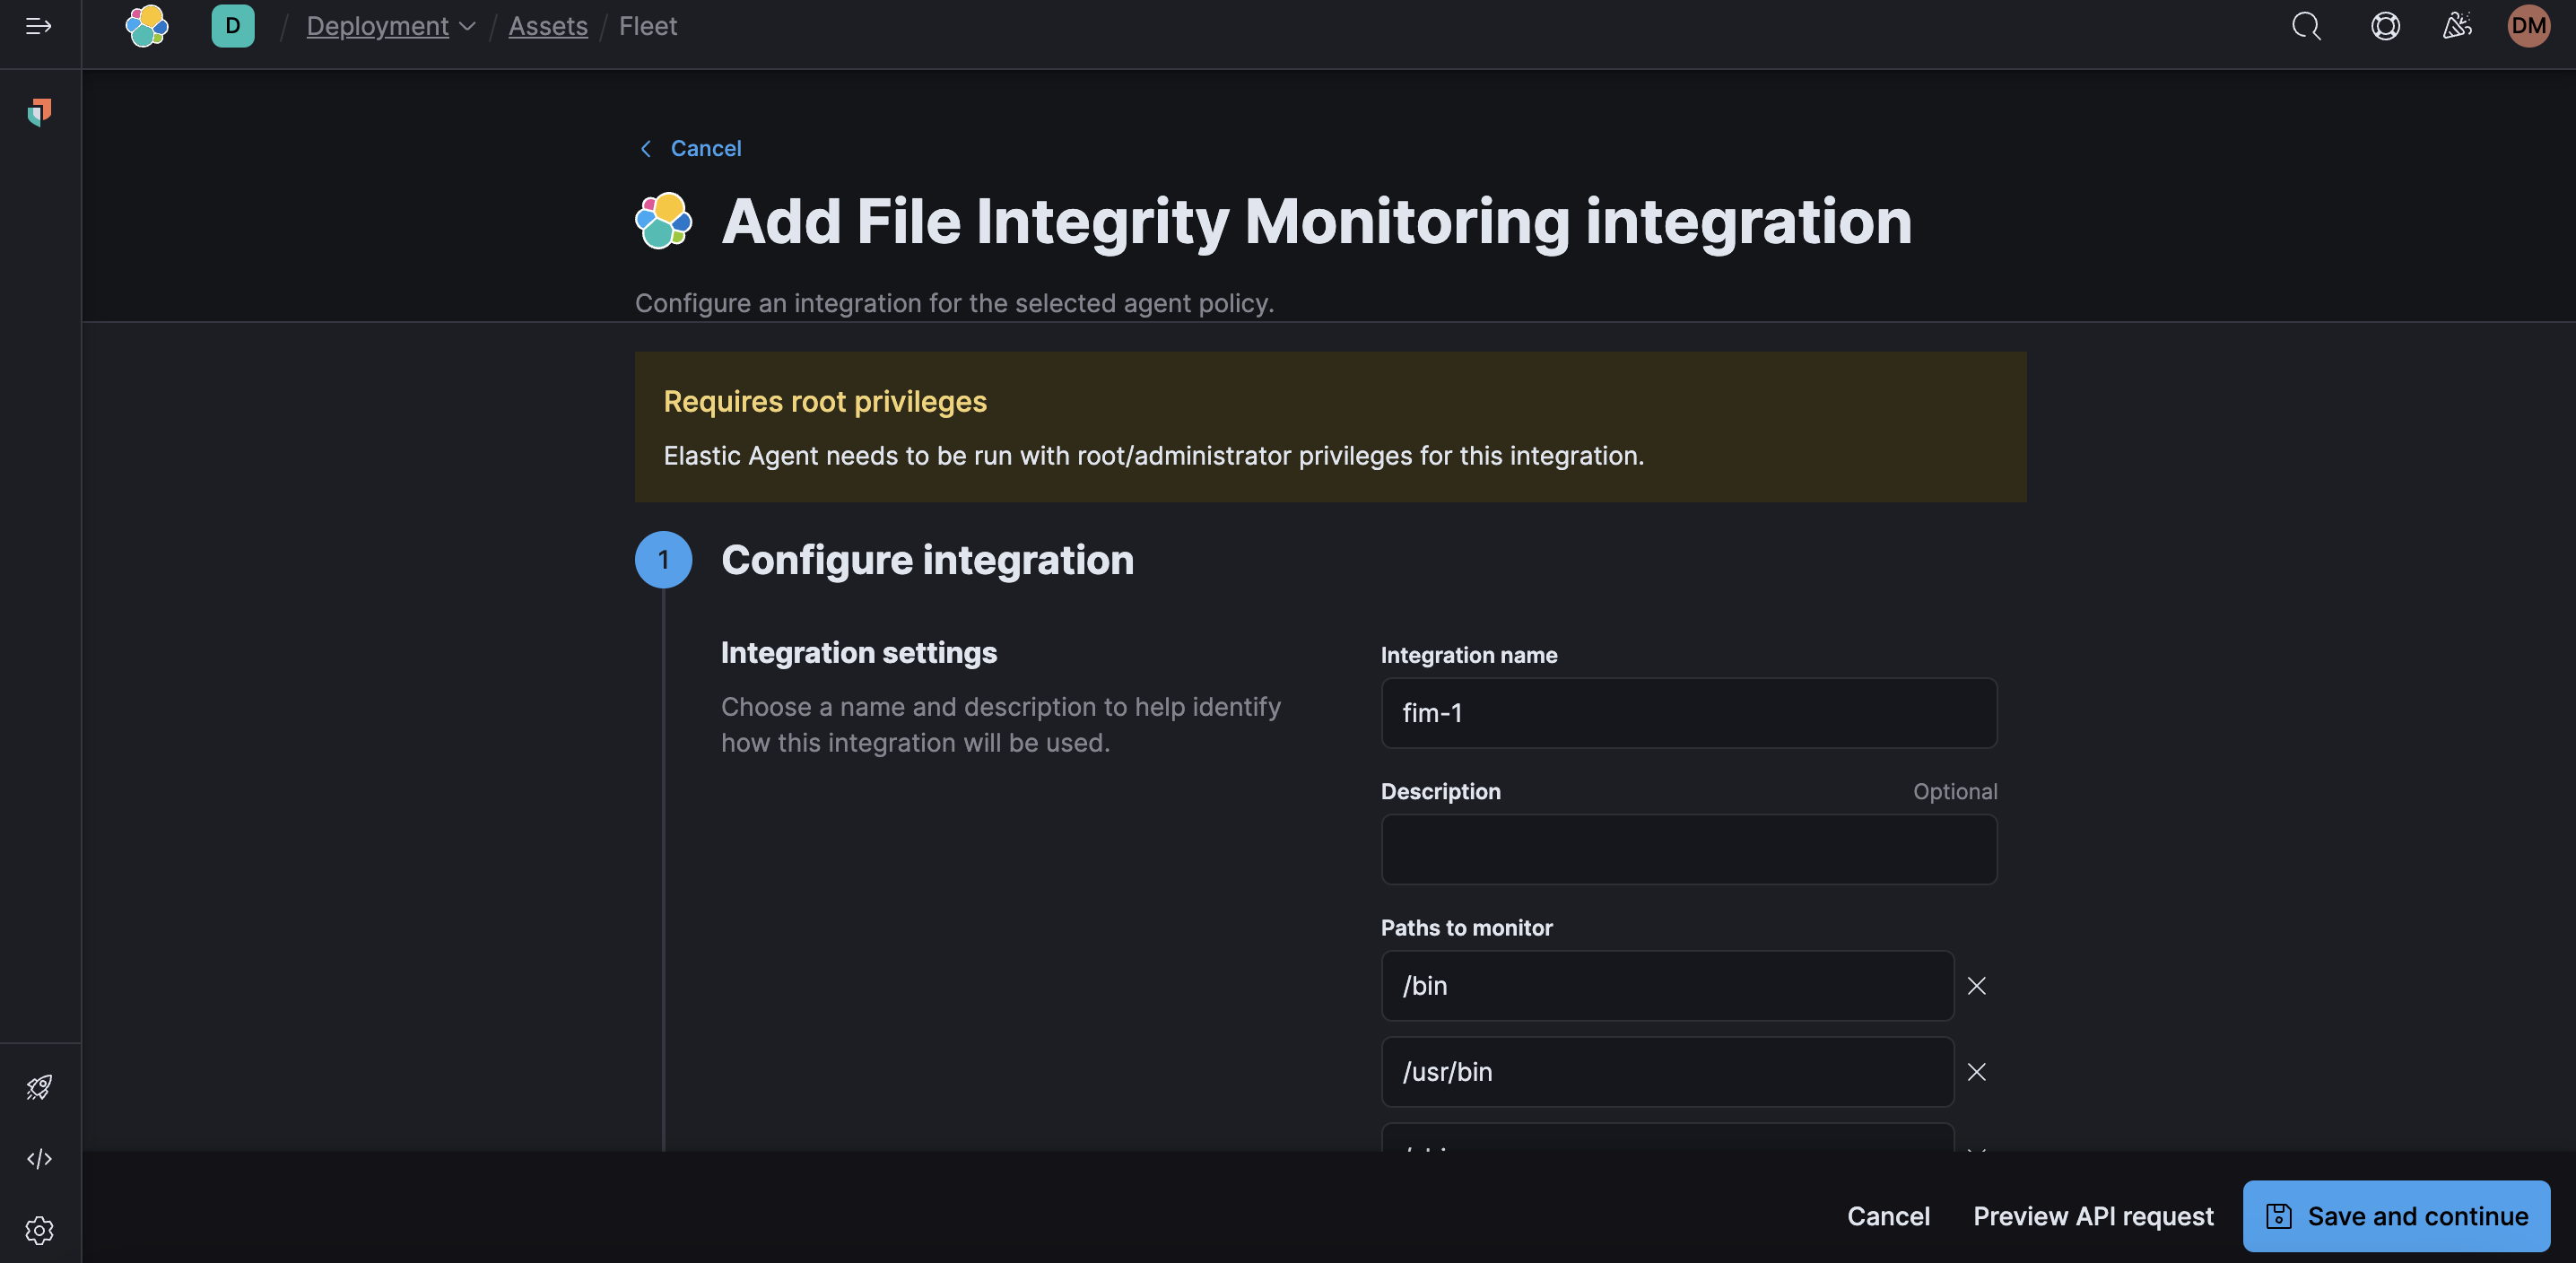 D / Deployment / Assets / Fleet
DM
Cancel
Add File Integrity Monitoring integration
Configure an integration for the selected agent policy.
Requires root privileges
Elastic Agent needs to be run with root/administrator privileges for this integration.
1 Configure integration
Integration settings
Choose a name and description to help identify
how this integration will be used.
Integration name
fim-1
Description Optional
Paths to monitor
/bin
/usr/bin
Cancel Preview API request Save and continue